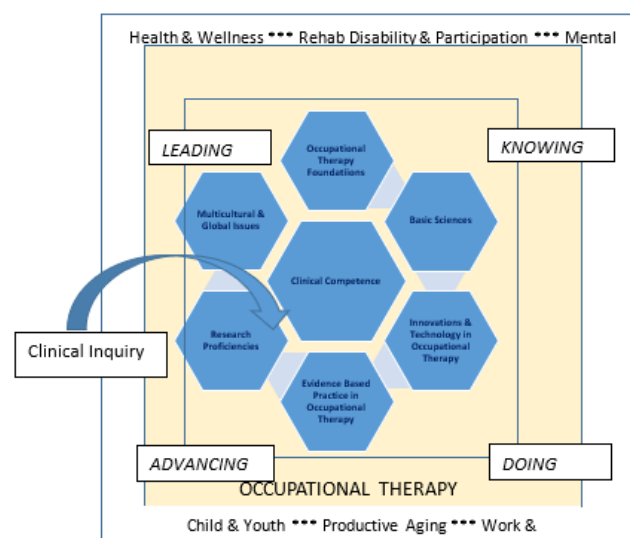 Health & Wellness *** Rehab Disability & Participation *** Mental
LEADING
KNOWING
Occupational
Therapy
Foundatiions
Multicultural &
Global Issues
Basic Sciences
Clinical Competence
Clinical Inquiry
Research
Proficiencies
Innovations &
Technology in
Occupational
Therapy
Evidence Based
Practice in
Occupational
Therapy
ADVANCING
DOING
OCCUPATIONAL THERAPY
Child & Youth *** Productive Aging *** Work &